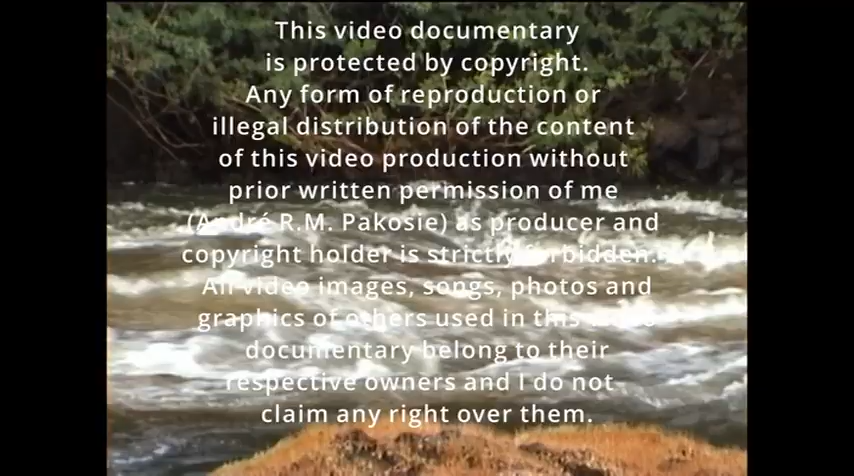 This video documentary
is protected by copyright.
Any form of reproduction or
illegal distribution of the content
of this video production without
prior written permission of me
(André R.M. Pakosie) as producer and
copyright holder is strictly forbidden.
All video images, songs, photos and
graphics of others used in this video
documentary belong to their
respective owners and I do not
claim any right over them.